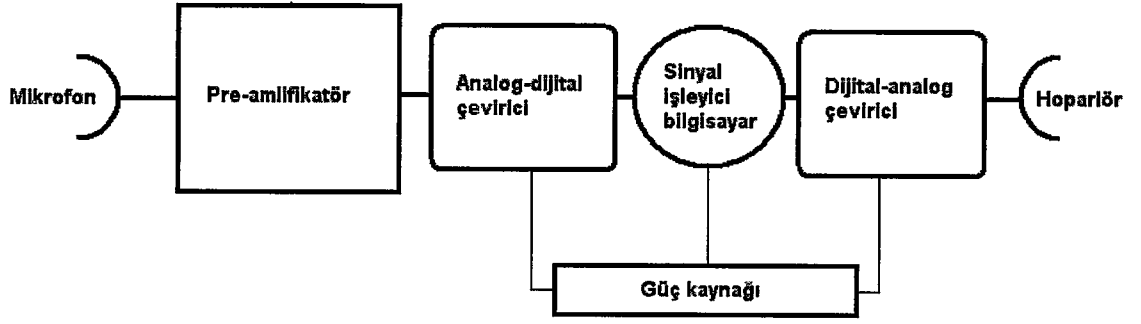 Mikrofon
Pre-amlifikatör
Analog-dijital
çevirici
Sinyal
işleyici
bilgisayar
Dijital-analog
çevirici
Hoparlör
Güç kaynağı